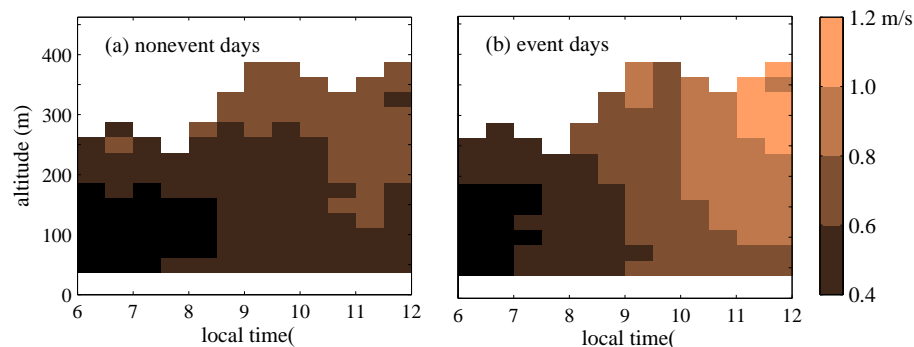 (a) nonevent days
(b) event days
1.2 m/s
1.0
0.8
0.6
0.4
400
300
200
100
0
altitude (m)
6 7 8 9 10 11 12
6 7 8 9 10 11 12
local time(
local time(